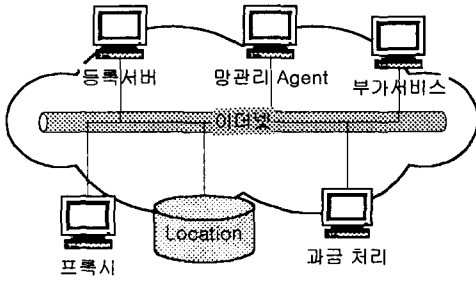 등록서버
망관리 Agent
부가서비스
이더넷
프록시
Location
과금 처리